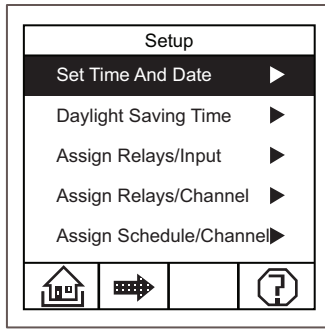 Setup
Set Time And Date
Daylight Saving Time
Assign Relays/Input
Assign Relays/Channel
Assign Schedule/Channel
?